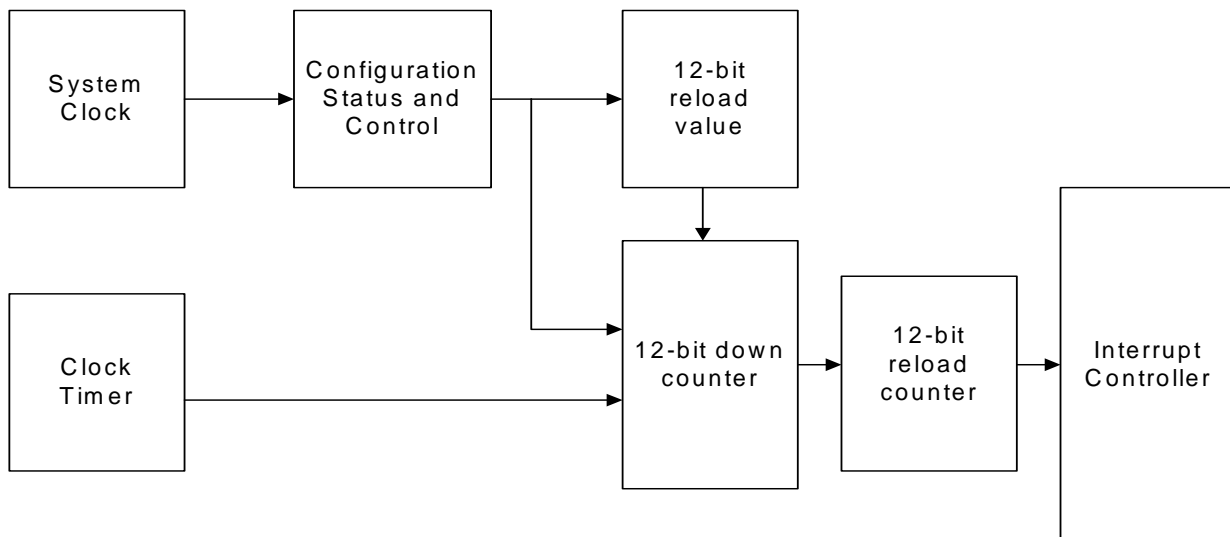 System
Clock
Configuration
Status and
Control
12-bit
reload
value
Clock
Timer
12-bit down
counter
12-bit
reload
counter
Interrupt
Controller